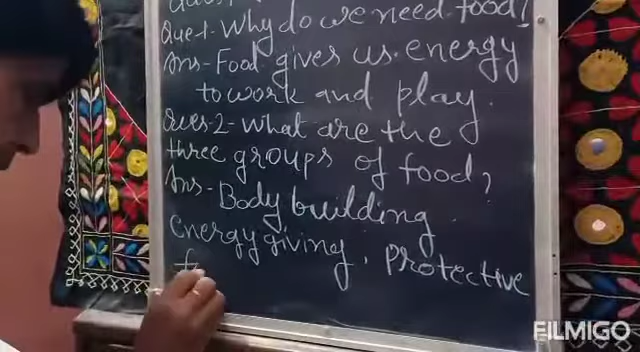 Ques-1-Why do we need food?
Ans-Food gives us energy
to work and play.
Ques-2-What are the
three groups of food,
Ans-Body building
Energy giving, Protective
f
FILMIGO